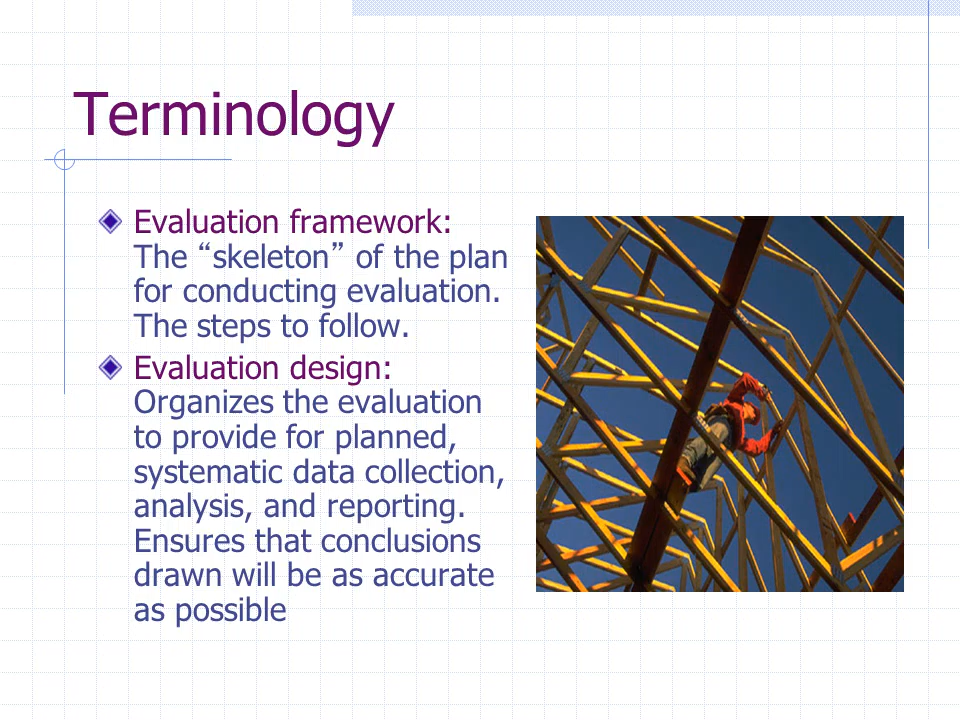 Terminology
Evaluation framework:
The “skeleton” of the plan
for conducting evaluation.
The steps to follow.
Evaluation design:
Organizes the evaluation
to provide for planned,
systematic data collection,
analysis, and reporting.
Ensures that conclusions
drawn will be as accurate
as possible